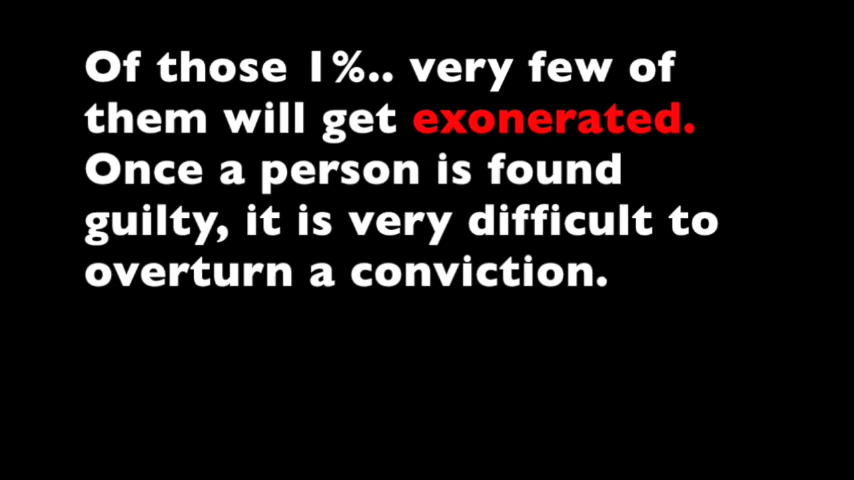 Of those 1%.. very few of
them will get exonerated.
Once a person is found
guilty, it is very difficult to
overturn a conviction.